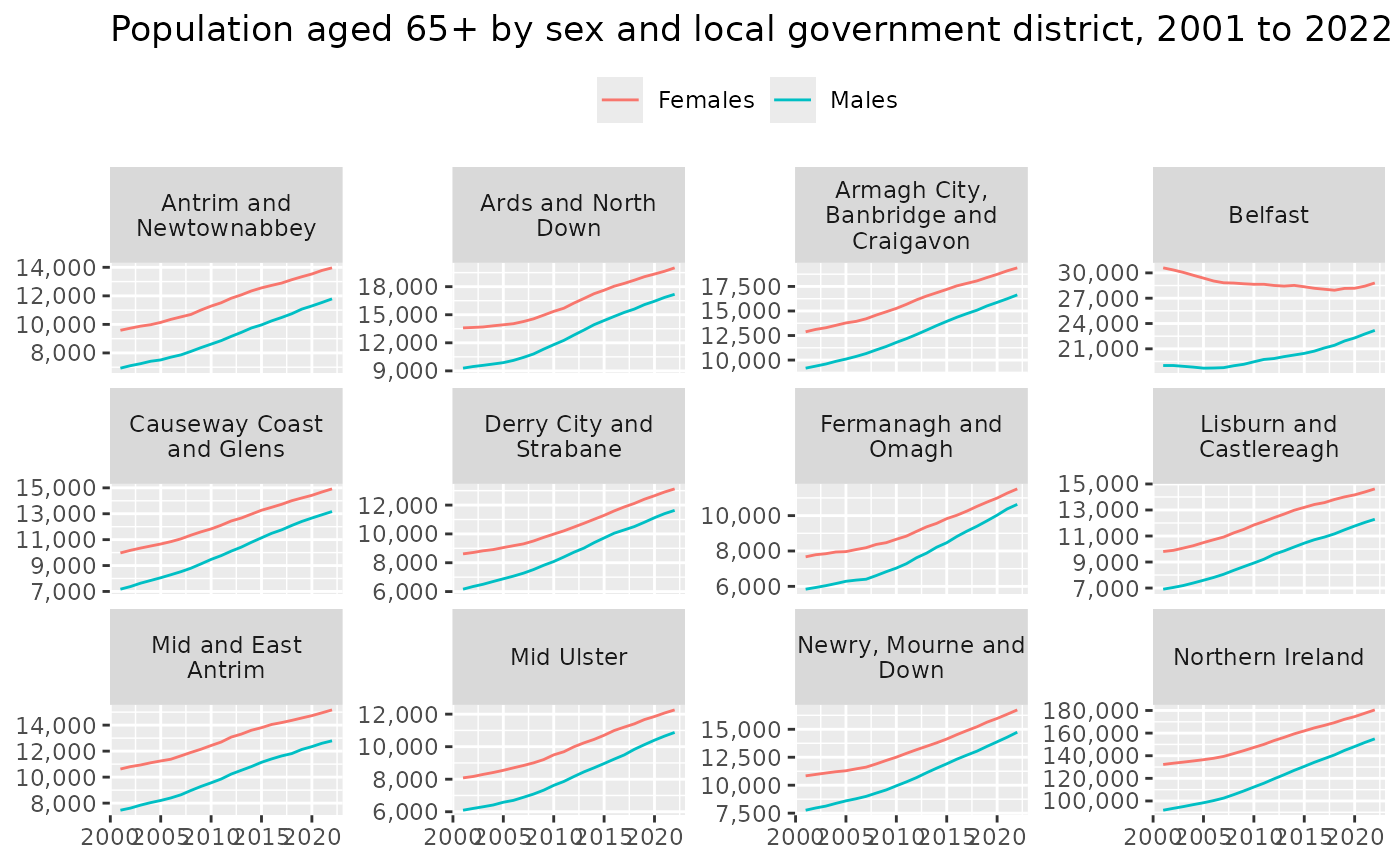 Population aged 65+ by sex and local government district, 2001 to 2022
Females Males
Antrim and
Newtownabbey
Ards and North
Down
Armagh City,
Banbridge and
Craigavon
Belfast
14,000
12,000
10,000
8,000
18,000
15,000
12,000
9,000
17,500
15,000
12,500
10,000
30,000
27,000
24,000
21,000
Causeway Coast
and Glens
Derry City and
Strabane
Fermanagh and
Omagh
Lisburn and
Castlereagh
15,000
13,000
11,000
9,000
7,000
12,000
10,000
8,000
6,000
10,000
8,000
6,000
15,000
13,000
11,000
9,000
7,000
Mid and East
Antrim
Mid Ulster
Newry, Mourne and
Down
Northern Ireland
14,000
12,000
10,000
8,000
12,000
10,000
8,000
6,000
15,000
12,500
10,000
7,500
180,000
160,000
140,000
120,000
100,000
2000 2005 2010 2015 2020
2000 2005 2010 2015 2020
2000 2005 2010 2015 2020
2000 2005 2010 2015 2020